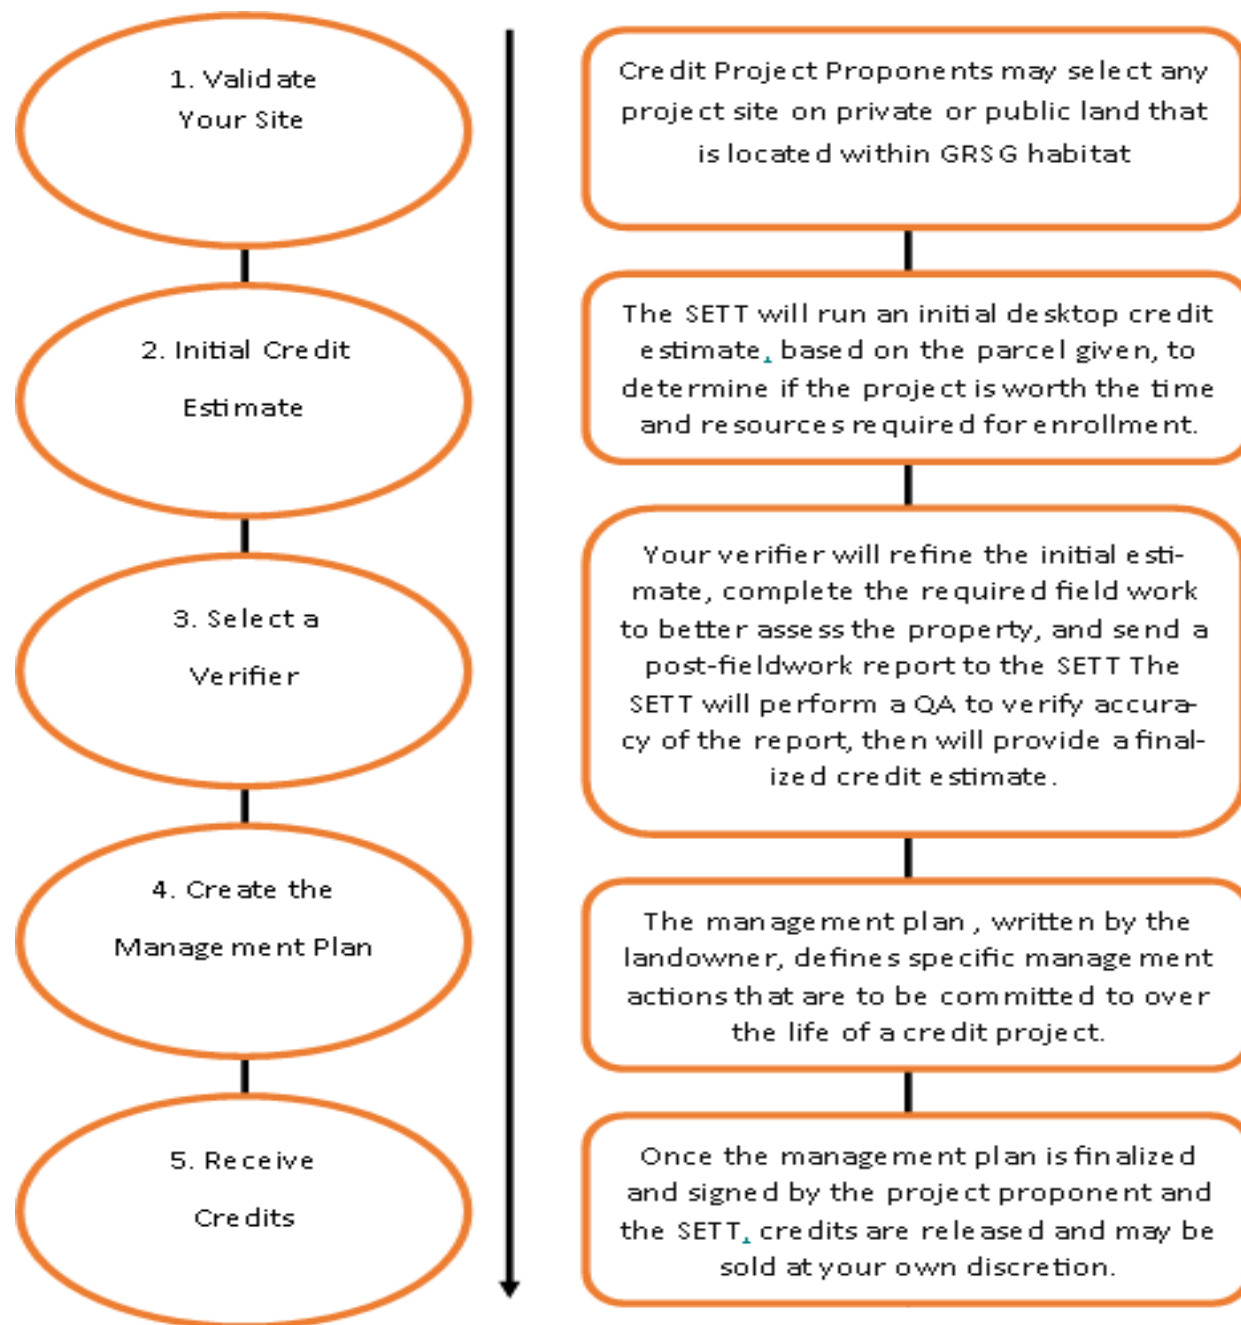 1. Validate
Your Site
Credit Project Proponents may select any
project site on private or public land that
is located within GRSG habitat
2. Initial Credit
Estimate
The SETT will run an initial desktop credit
estimate, based on the parcel given, to
determine if the project is worth the time
and resources required for enrollment.
3. Select a
Verifier
Your verifier will refine the initial esti-
mate, complete the required field work
to better assess the property, and send a
post-fieldwork report to the SETT The
SETT will perform a QA to verify accura-
cy of the report, then will provide a final-
ized credit estimate.
4. Create the
Management Plan
The management plan , written by the
landowner, defines specific management
actions that are to be committed to over
the life of a credit project.
5. Receive
Credits
Once the management plan is finalized
and signed by the project proponent and
the SETT, credits are released and may be
sold at your own discretion.